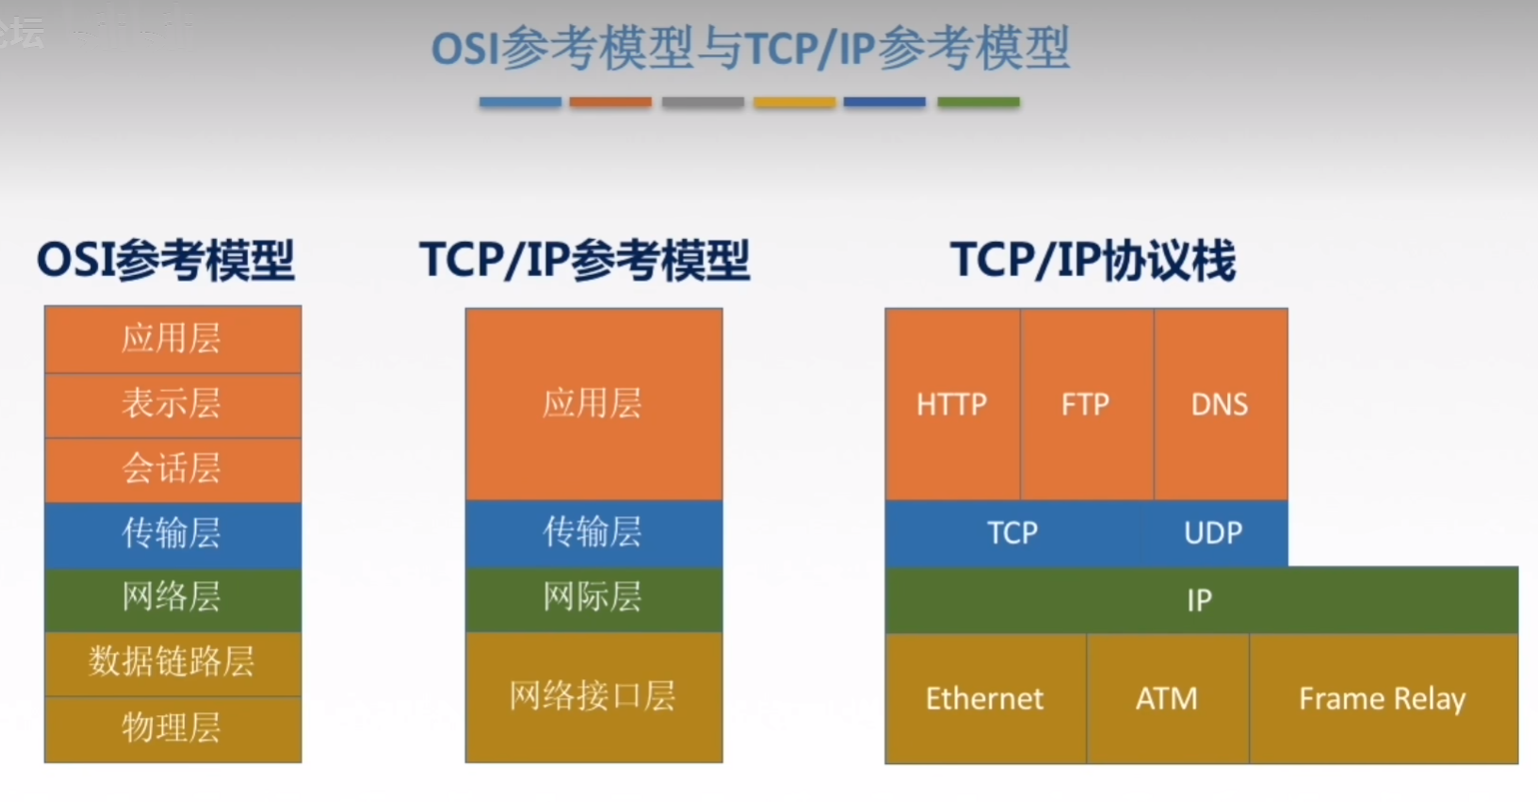 坛
OSI参考模型与TCP/IP参考模型
OSI参考模型
应用层
表示层
会话层
传输层
网络层
数据链路层
物理层
TCP/IP参考模型
应用层
传输层
网际层
网络接口层
TCP/IP协议栈
HTTP FTP DNS
TCP UDP
IP
Ethernet ATM Frame Relay